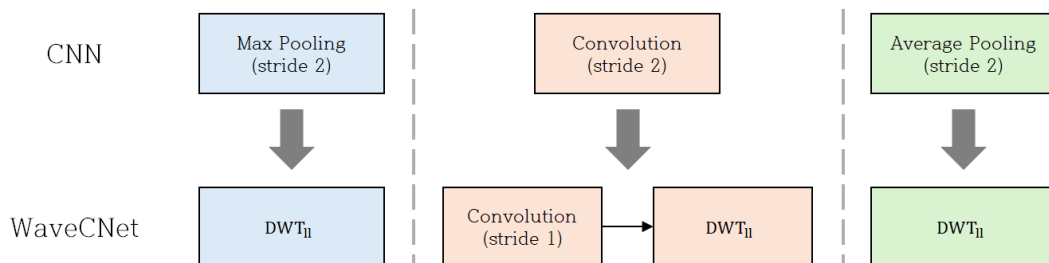 CNN
Max Pooling
(stride 2)
Convolution
(stride 2)
Average Pooling
(stride 2)
WaveCNet
DWTll
Convolution
(stride 1)
DWTll
DWTll